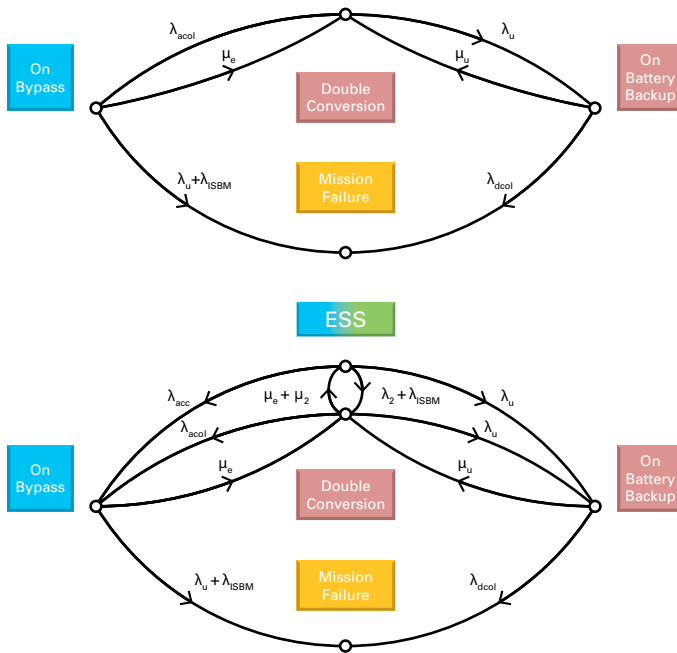 λacol
λu
μe
μu
On
Bypass
Double
Conversion
On
Battery
Backup
λu+λISBM
Mission
Failure
λdcol
ESS
λacc
μe + μ2
λ2 + λISBM
λu
λacol
λu
μe
μu
On
Bypass
Double
Conversion
On
Battery
Backup
λu + λISBM
Mission
Failure
λdcol